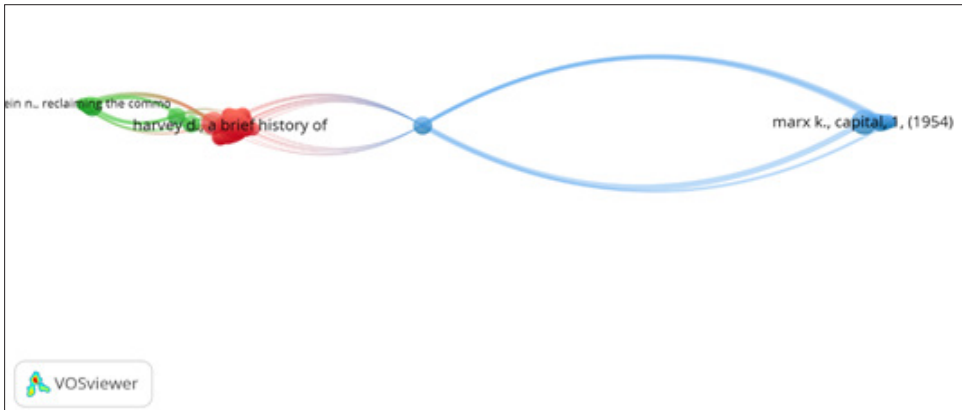 ein n.. reclaiming the commo
harvey d., a brief history of
marx k., capital, 1, (1954)
VOSviewer